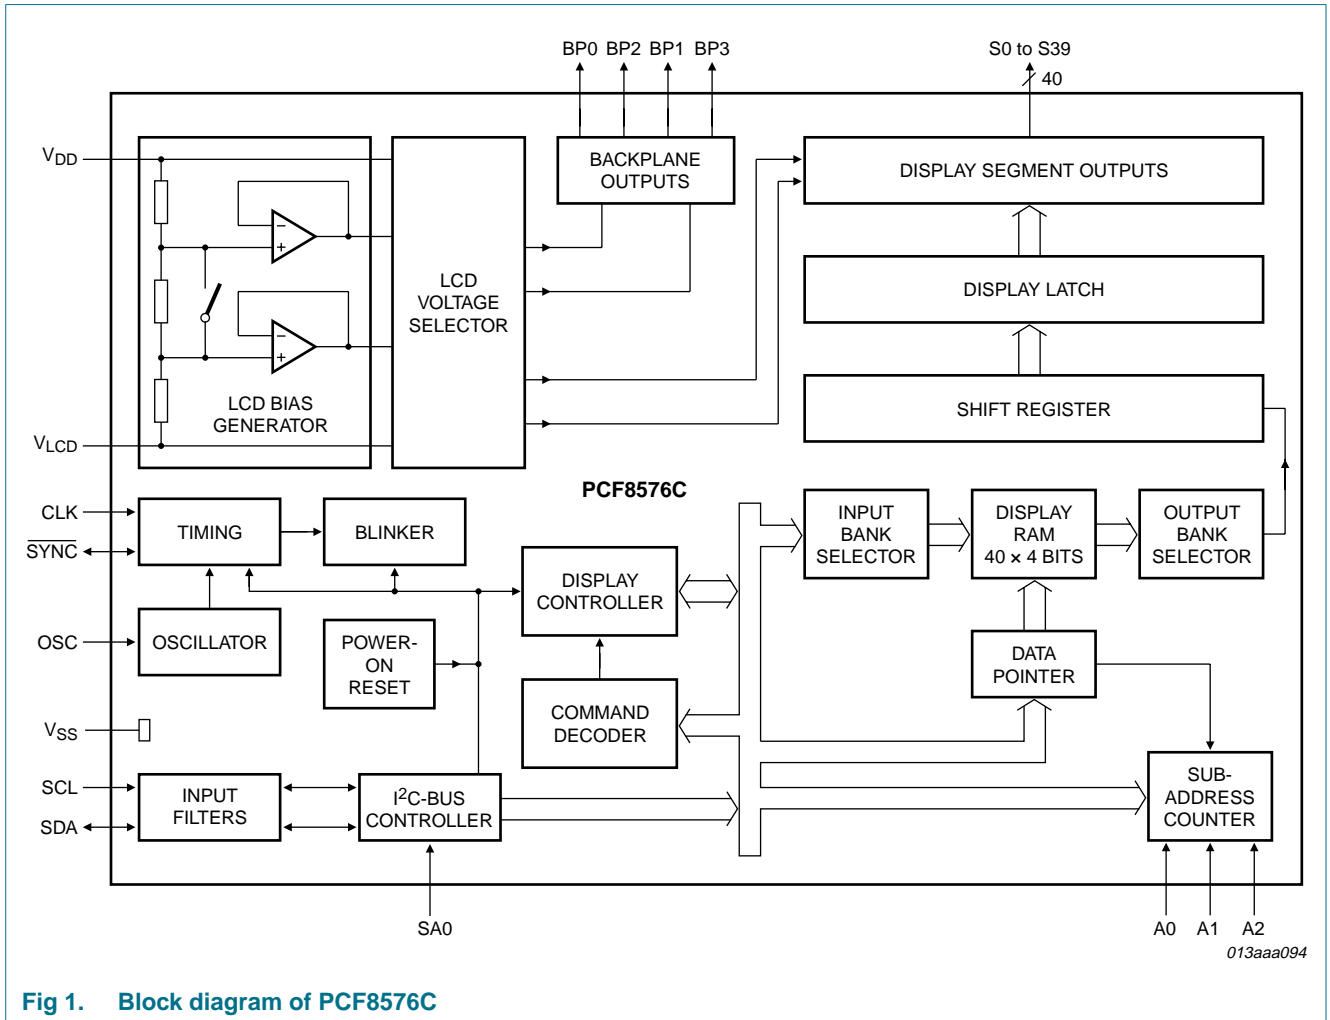 BP0 BP2 BP1 BP3
S0 to S39
40
VDD
BACKPLANE
OUTPUTS
DISPLAY SEGMENT OUTPUTS
−
+
LCD
VOLTAGE
SELECTOR
DISPLAY LATCH
−
+
LCD BIAS
GENERATOR
SHIFT REGISTER
VLCD
PCF8576C
CLK
TIMING
BLINKER
INPUT
BANK
SELECTOR
DISPLAY
RAM
40 × 4 BITS
OUTPUT
BANK
SELECTOR
S̅Y̅N̅C̅
DISPLAY
CONTROLLER
OSC
OSCILLATOR
POWER-
ON
RESET
DATA
POINTER
COMMAND
DECODER
VSS
SCL
SDA
INPUT
FILTERS
I²C-BUS
CONTROLLER
SUB-
ADDRESS
COUNTER
SA0
A0 A1 A2
013aaa094
Fig 1. Block diagram of PCF8576C